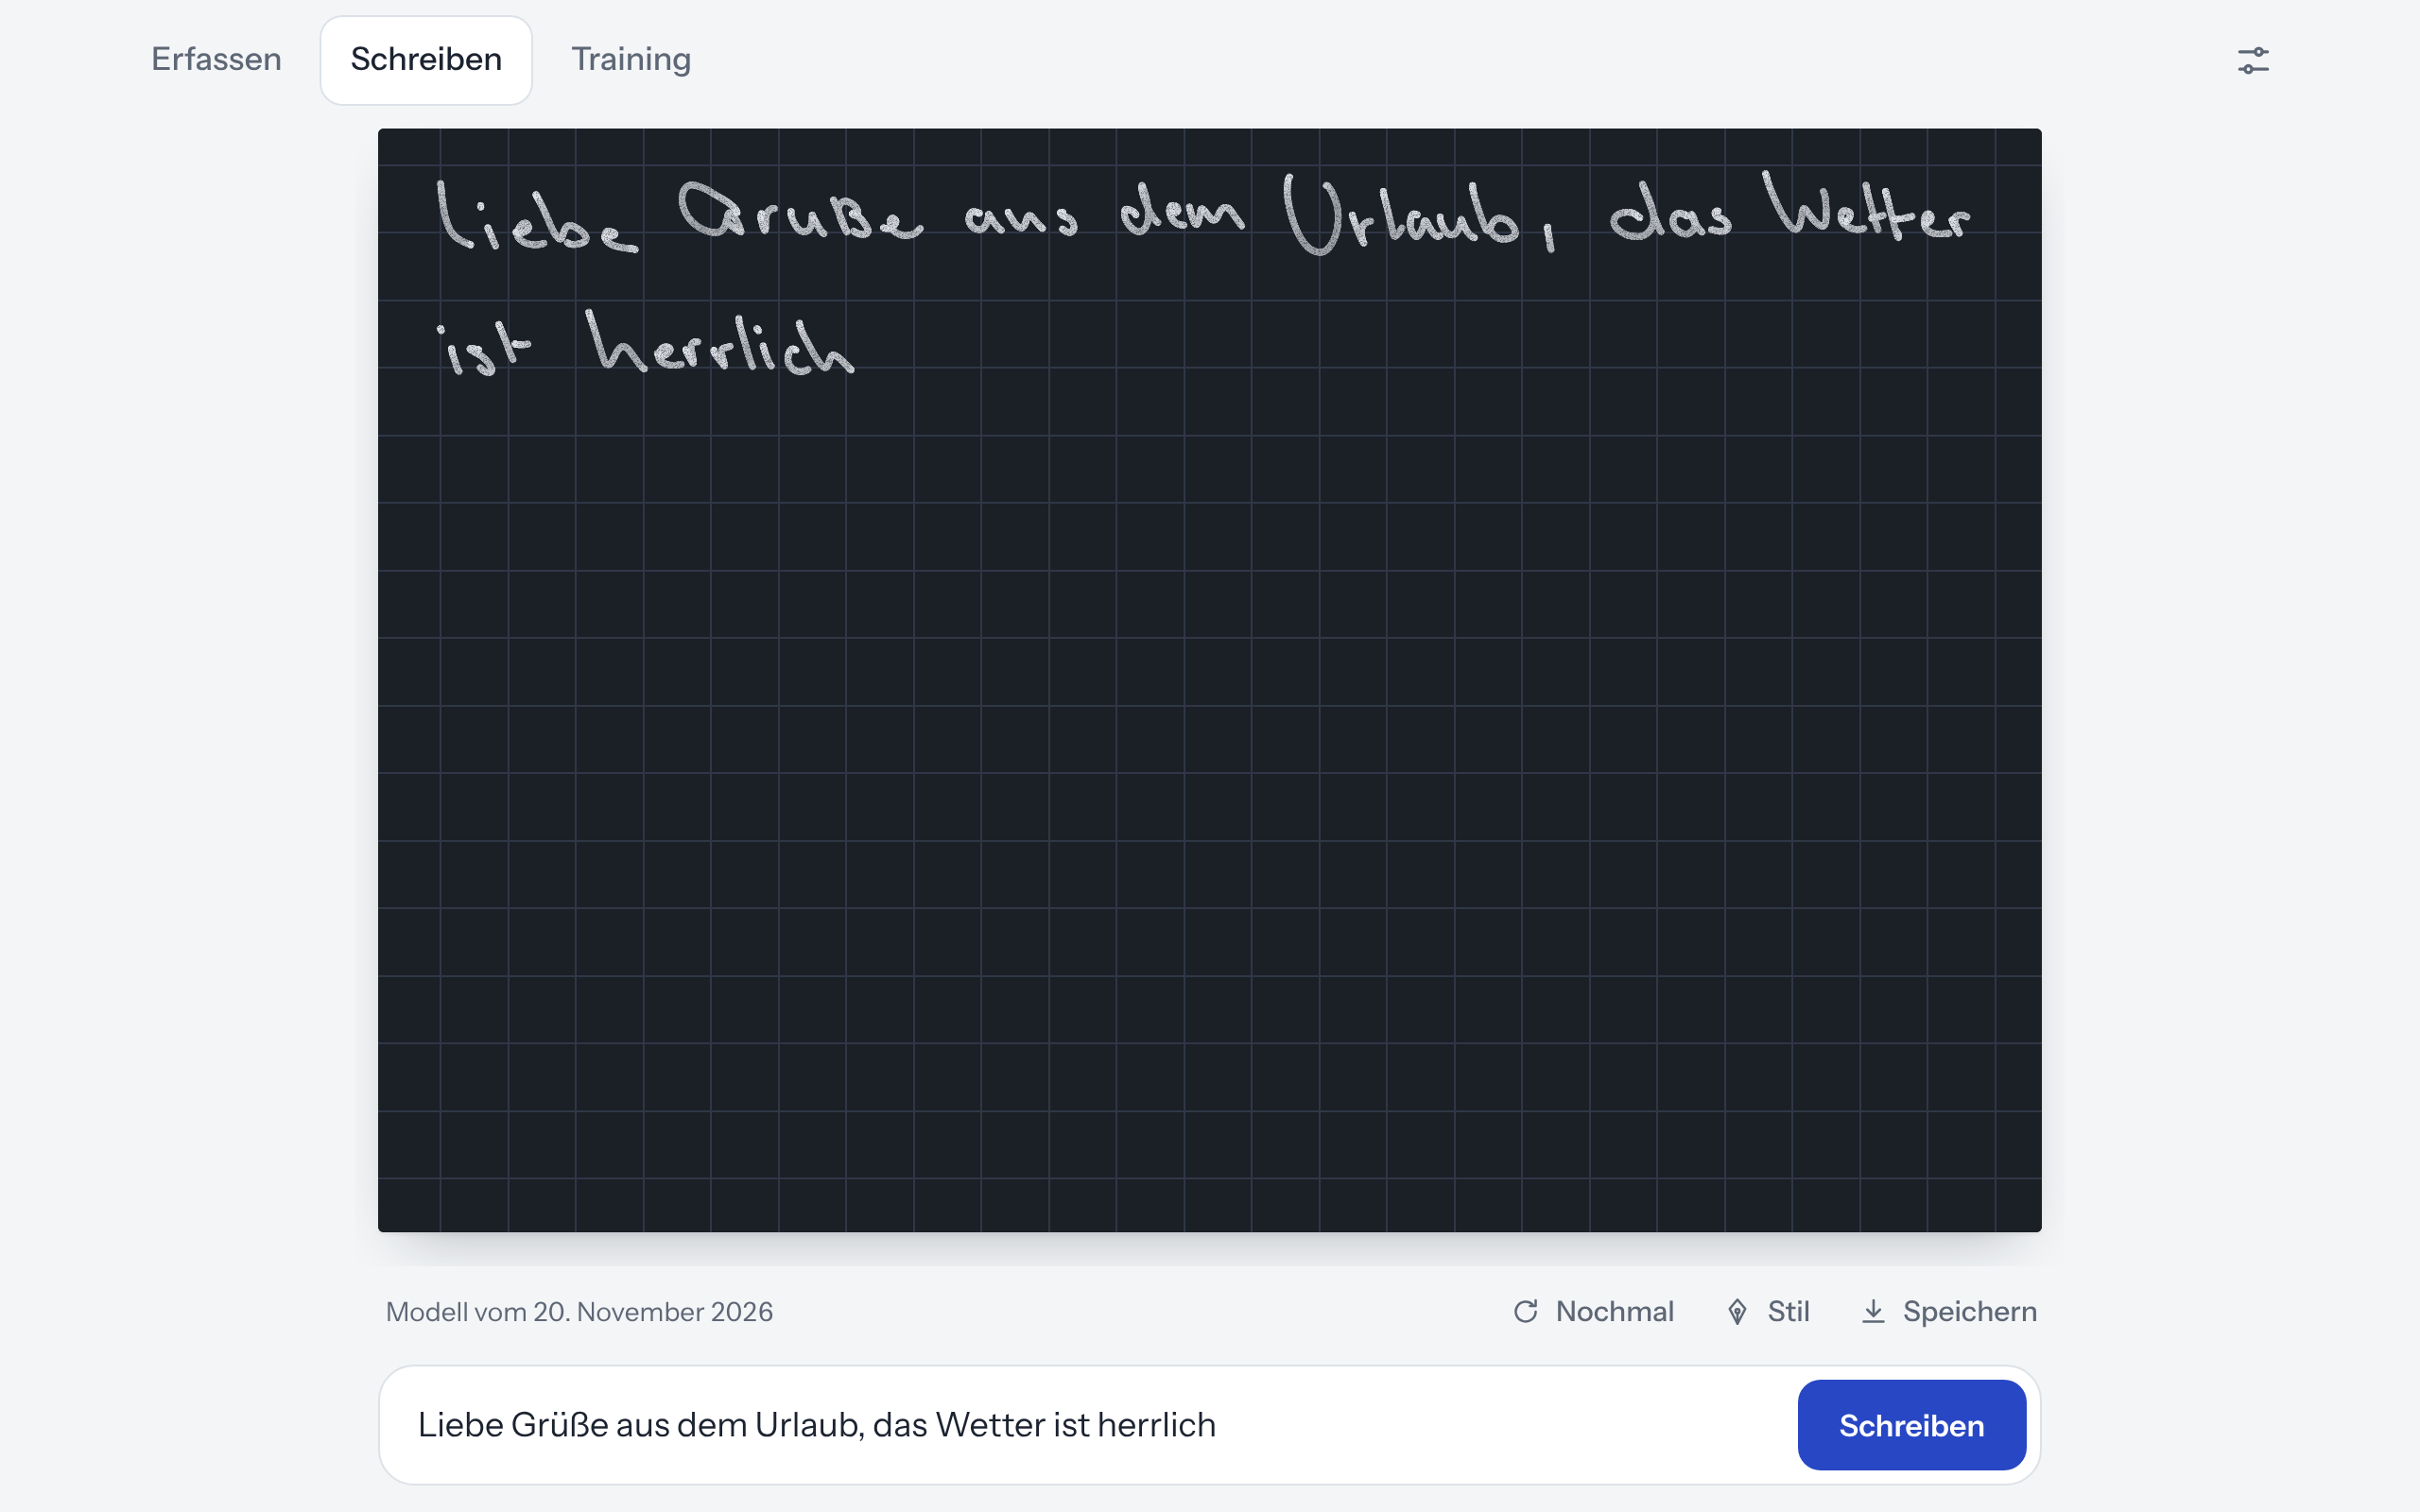 Erfassen Schreiben Training
Liebe Gruße aus dem Urlaub, das Wetter
ist herrlich
Modell vom 20. November 2026 Nochmal Stil Speichern
Liebe Grüße aus dem Urlaub, das Wetter ist herrlich Schreiben